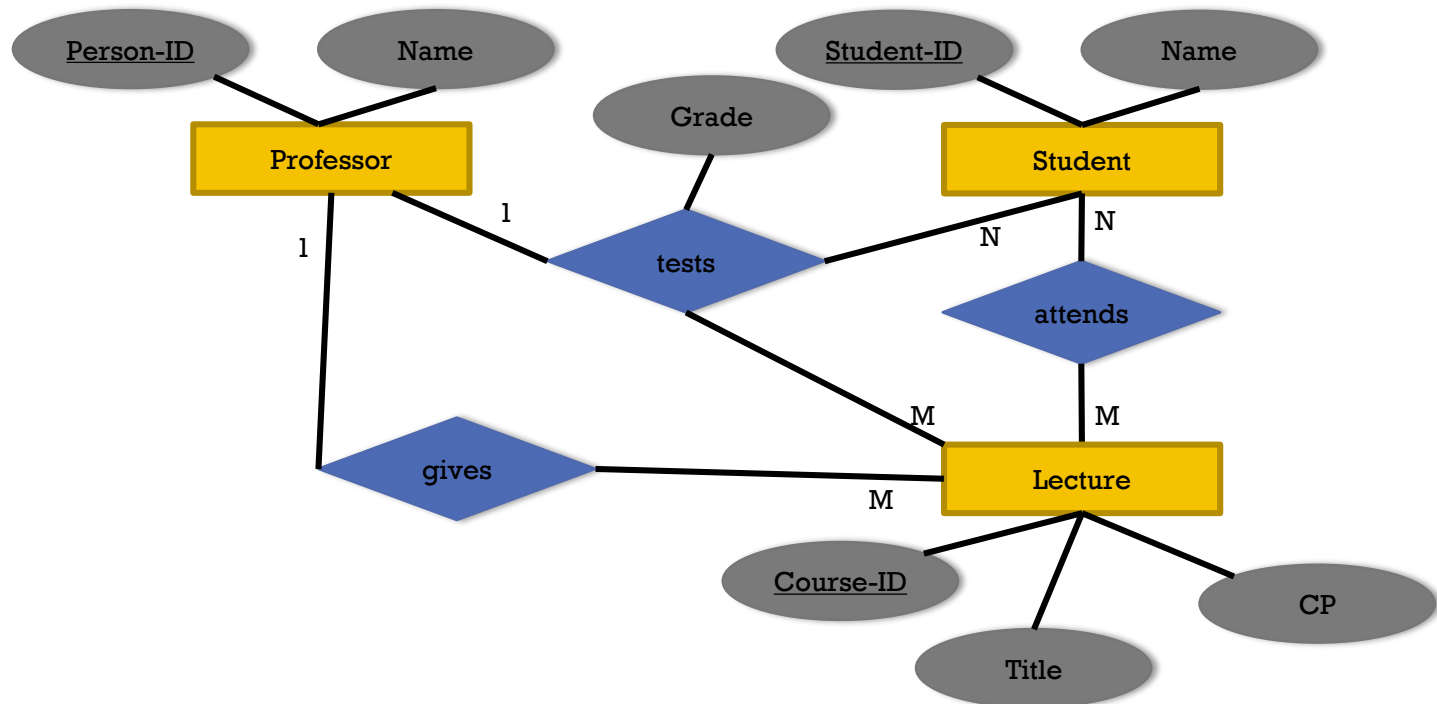 Person-ID
Name
Student-ID
Name
Grade
Professor
Student
1
1
N
N
tests
attends
M
M
gives
M
Lecture
Course-ID
CP
Title